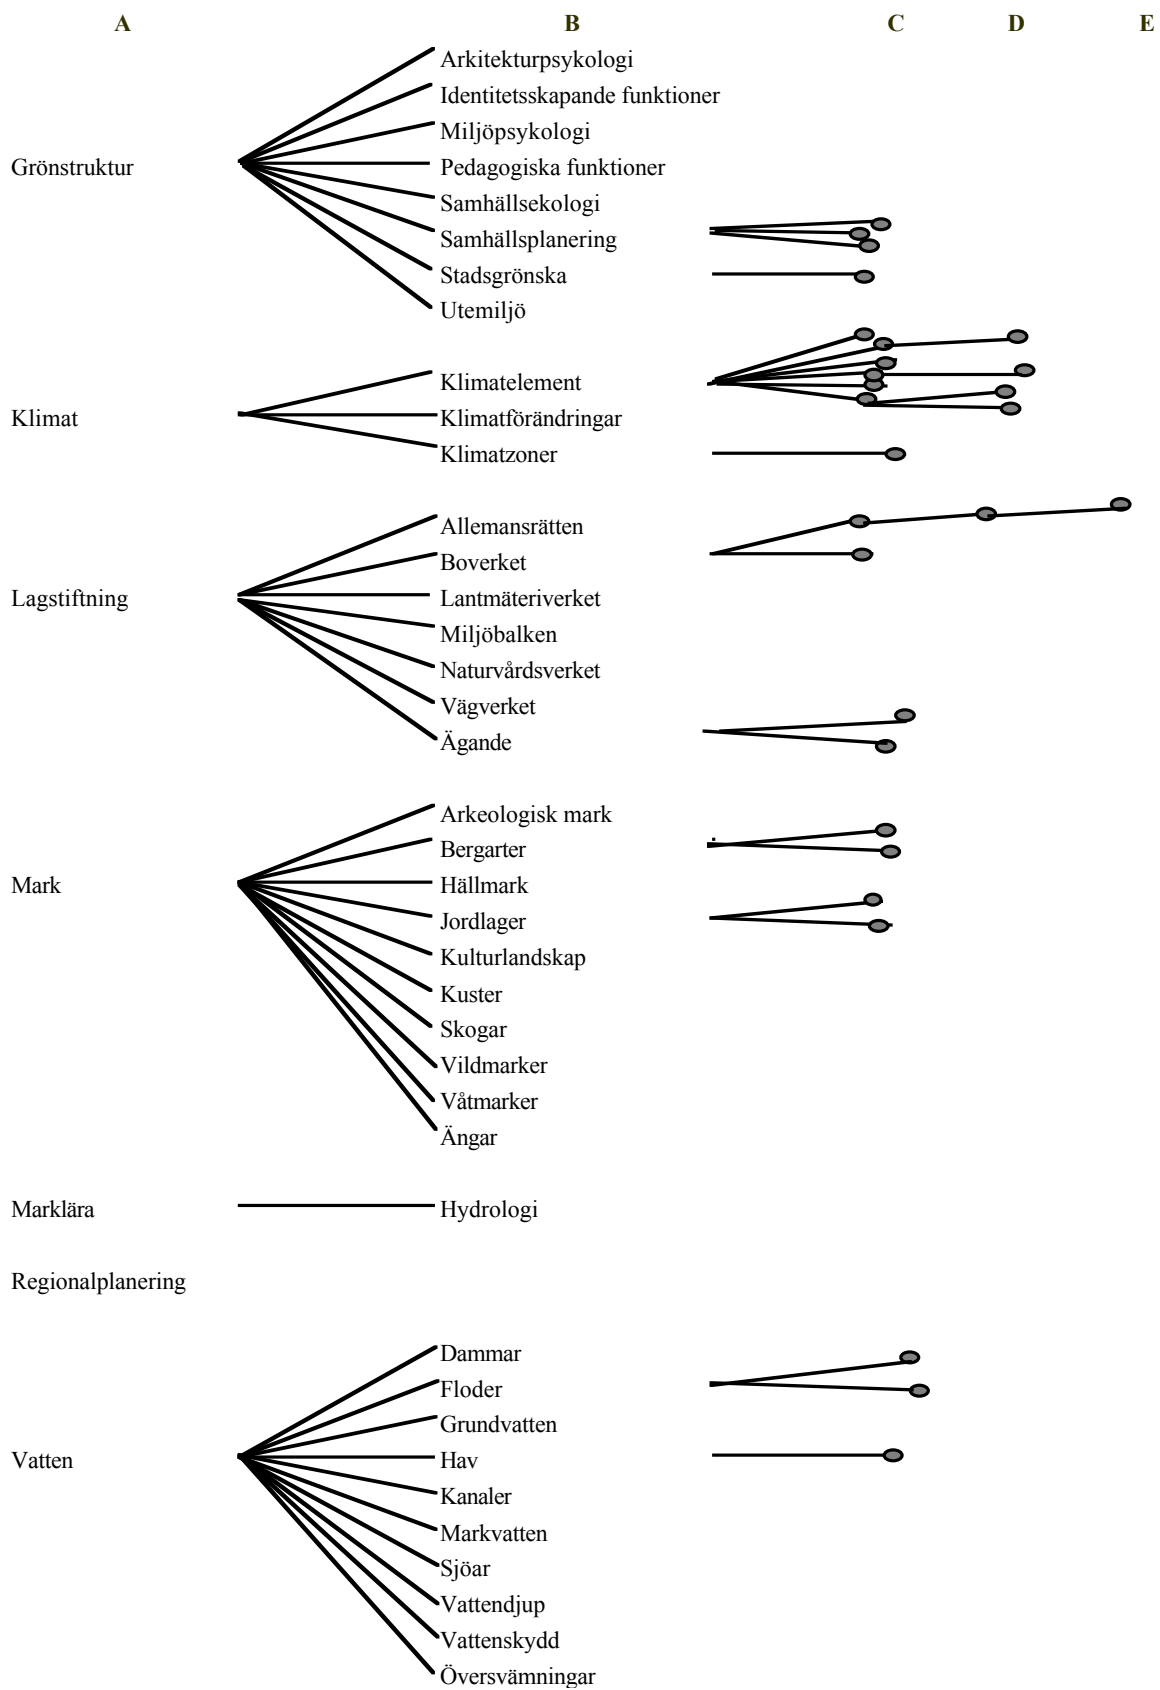 A B C D E
Arkitekturpsykologi
Identitetsskapande funktioner
Miljöpsykologi
Grönstruktur Pedagogiska funktioner
Samhällsekologi
Samhällsplanering
Stadsgrönska
Utemiljö
Klimatelement
Klimat Klimatförändringar
Klimatzoner
Allemansrätten
Boverket
Lagstiftning Lantmäteriverket
Miljöbalken
Naturvårdsverket
Vägverket
Ägande
Arkeologisk mark
Bergarter
Mark Hällmark
Jordlager
Kulturlandskap
Kuster
Skogar
Vildmarker
Våtmarker
Ängar
Marklära Hydrologi
Regionalplanering
Dammar
Floder
Grundvatten
Vatten Hav
Kanaler
Markvatten
Sjöar
Vattendjup
Vattenskydd
Översvämningar